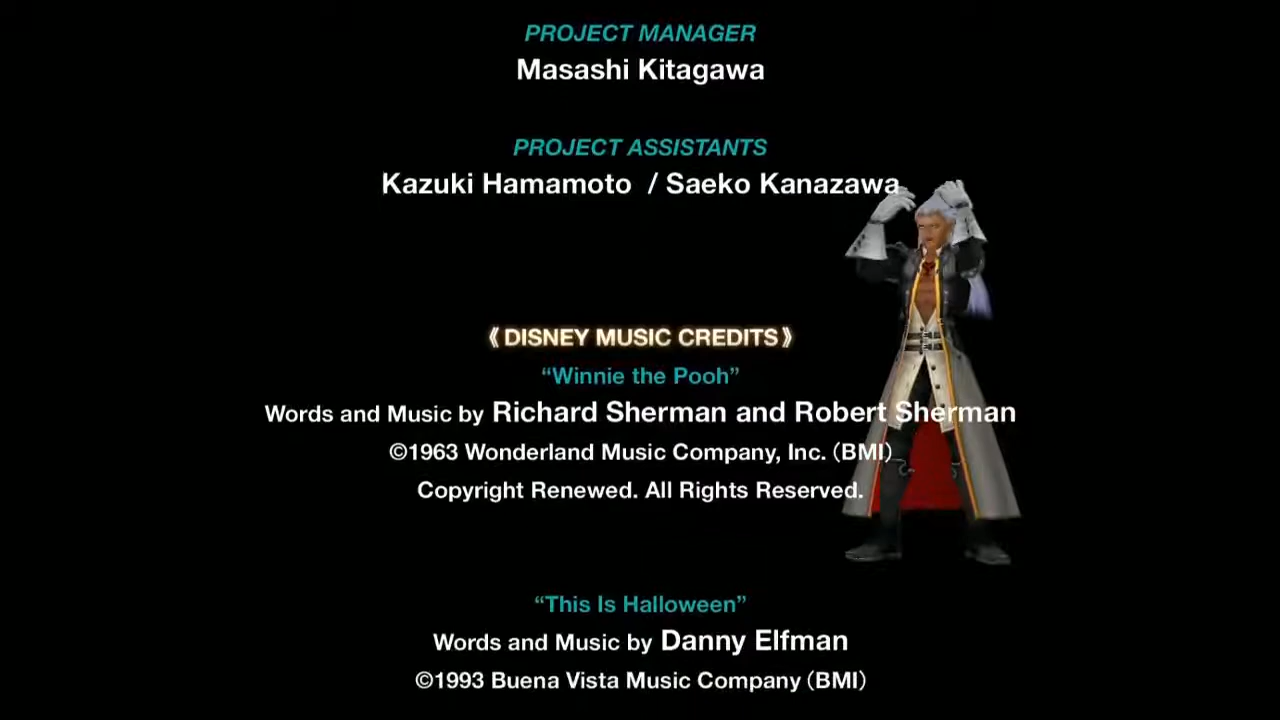 PROJECT MANAGER
Masashi Kitagawa
PROJECT ASSISTANTS
Kazuki Hamamoto / Saeko Kanazawa
《DISNEY MUSIC CREDITS》
“Winnie the Pooh”
Words and Music by Richard Sherman and Robert Sherman
©1963 Wonderland Music Company, Inc. (BMI)
Copyright Renewed. All Rights Reserved.
“This Is Halloween”
Words and Music by Danny Elfman
©1993 Buena Vista Music Company (BMI)